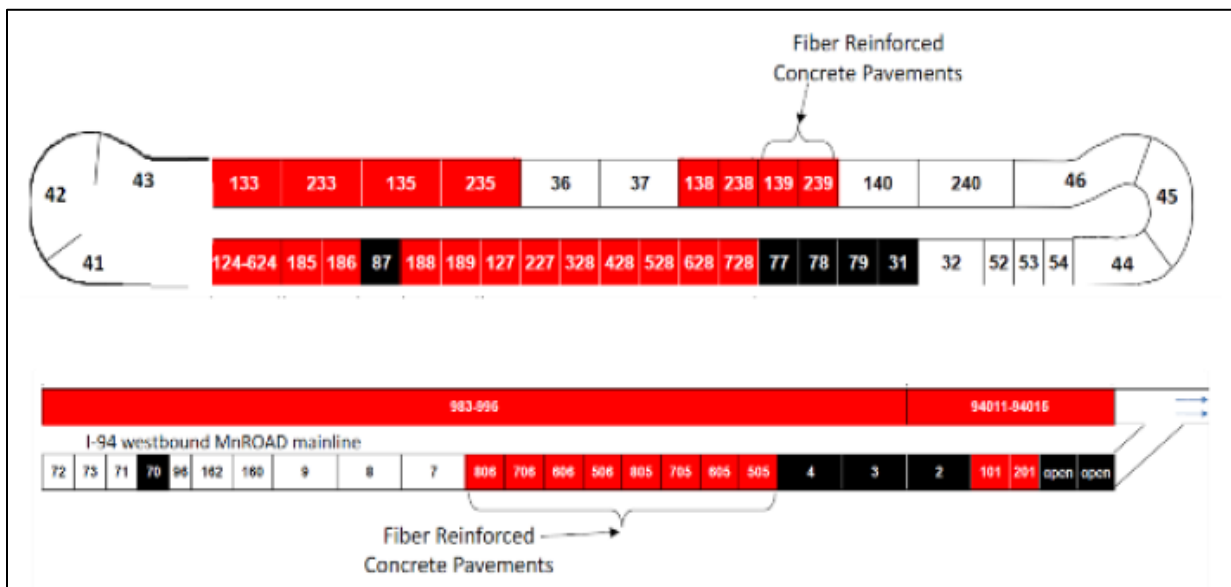 Fiber Reinforced
Concrete Pavements
42 43 133 233 135 235 36 37 138 238 139 239 140 240 46 45
41 124-624 185 186 87 188 189 127 227 328 428 528 628 728 77 78 79 31 32 52 53 54 44
983-996 94011-94015
I-94 westbound MnROAD mainline
72 73 71 70 96 162 160 9 8 7 806 706 606 506 805 705 605 505 4 3 2 101 201 open open
Fiber Reinforced
Concrete Pavements